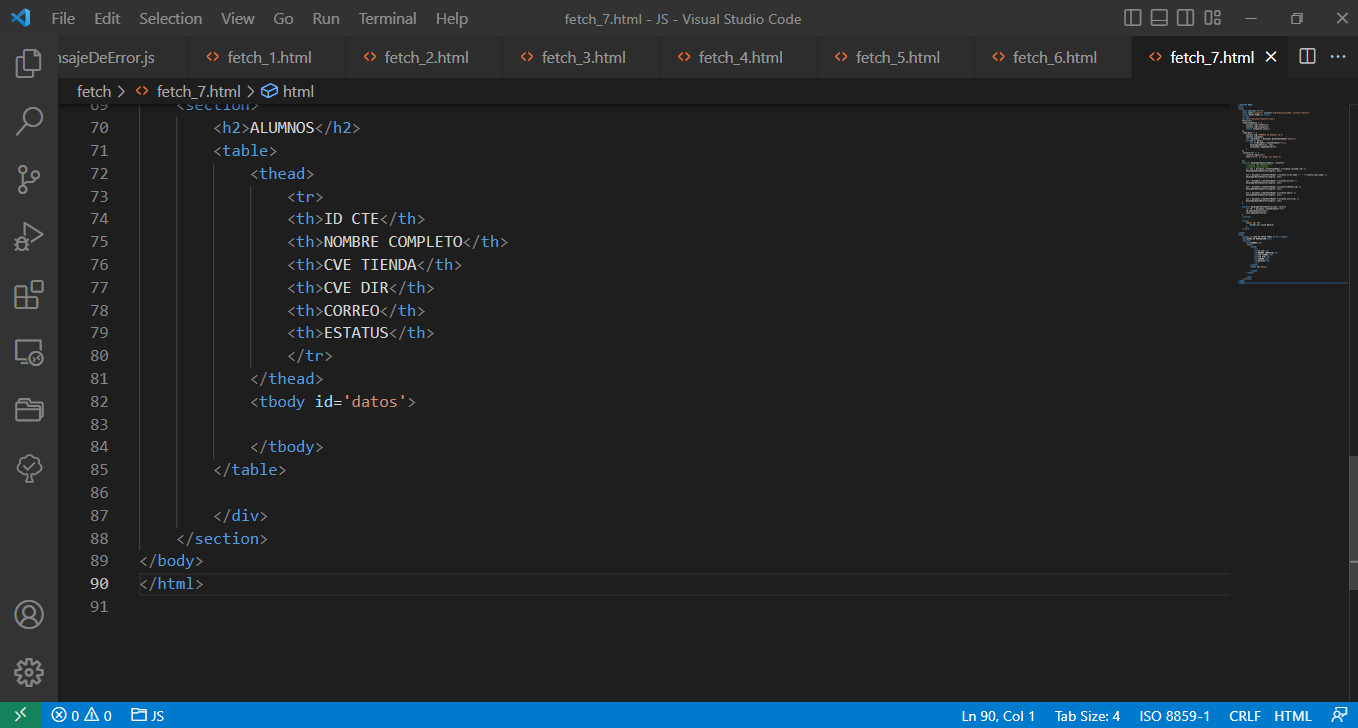 File Edit Selection View Go Run Terminal Help
fetch_7.html - JS - Visual Studio Code
nsajeDeError.js
fetch_1.html
fetch_2.html
fetch_3.html
fetch_4.html
fetch_5.html
fetch_6.html
fetch_7.html
fetch > fetch_7.html > html
69 <section>
70 <h2>ALUMNOS</h2>
71 <table>
72 <thead>
73 <tr>
74 <th>ID CTE</th>
75 <th>NOMBRE COMPLETO</th>
76 <th>CVE TIENDA</th>
77 <th>CVE DIR</th>
78 <th>CORREO</th>
79 <th>ESTATUS</th>
80 </tr>
81 </thead>
82 <tbody id='datos'>
83
84 </tbody>
85 </table>
86
87 </div>
88 </section>
89 </body>
90 </html>
91
0 0 JS Ln 90, Col 1 Tab Size: 4 ISO 8859-1 CRLF HTML